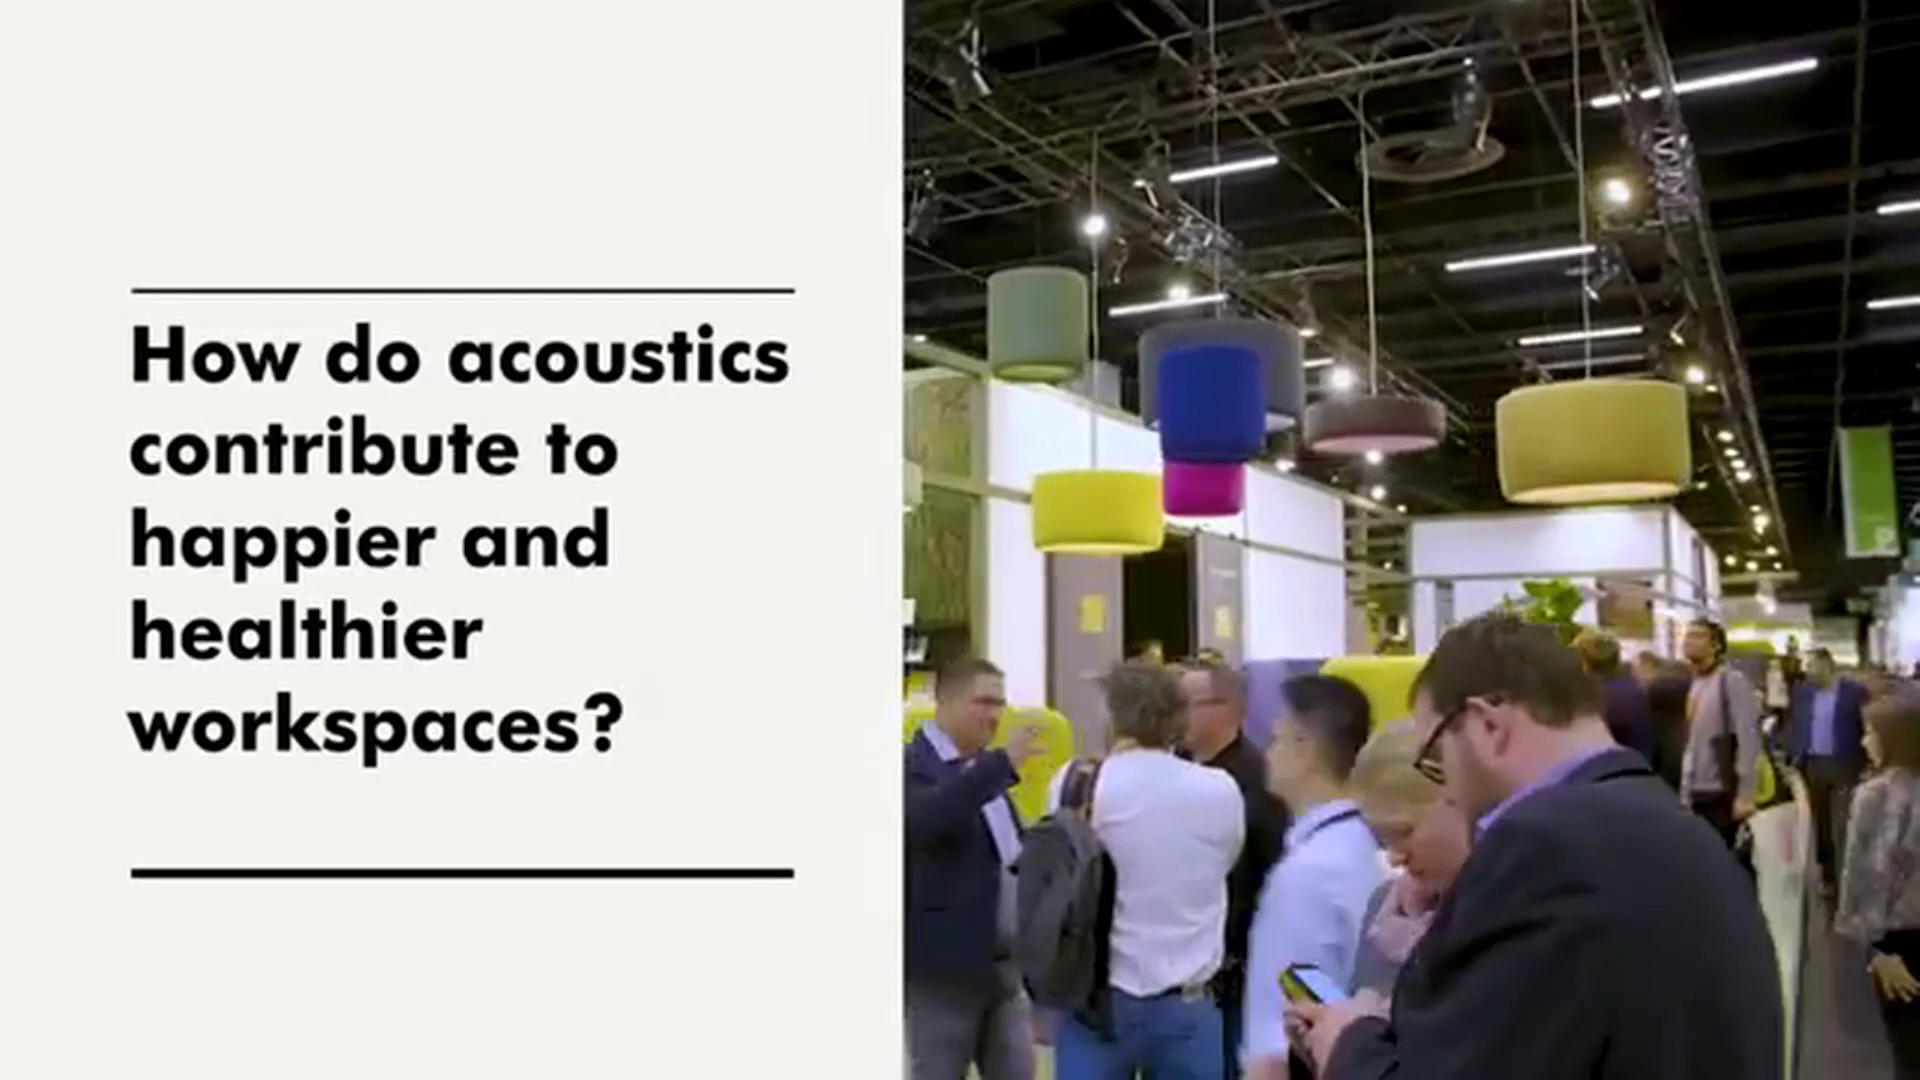 How do acoustics
contribute to
happier and
healthier
workspaces?